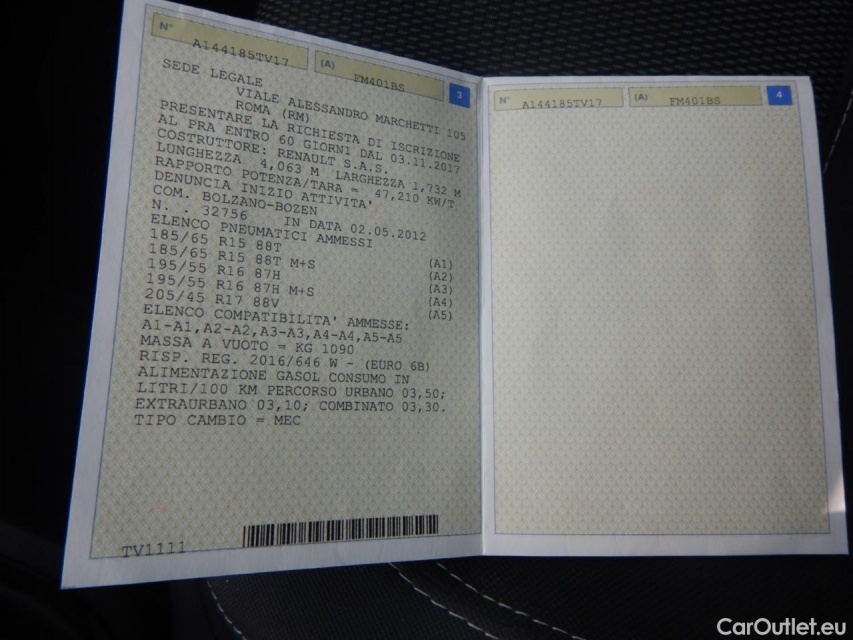 N° A144185TV17 (A) FM401BS 3
SEDE LEGALE
VIALE ALESSANDRO MARCHETTI 105
ROMA (RM)
PRESENTARE LA RICHIESTA DI ISCRIZIONE
AL PRA ENTRO 60 GIORNI DAL 03.11.2017
COSTRUTTORE: RENAULT S.A.S.
LUNGHEZZA 4,063 M LARGHEZZA 1,732 M
RAPPORTO POTENZA/TARA = 47,210 KW/T
DENUNCIA INIZIO ATTIVITA'
COM. BOLZANO-BOZEN
N. . 32756 IN DATA 02.05.2012
ELENCO PNEUMATICI AMMESSI
185/65 R15 88T (A1)
185/65 R15 88T M+S (A2)
195/55 R16 87H (A3)
195/55 R16 87H M+S (A4)
205/45 R17 88V (A5)
ELENCO COMPATIBILITA' AMMESSE:
A1-A1,A2-A2,A3-A3,A4-A4,A5-A5
MASSA A VUOTO = KG 1090
RISP. REG. 2016/646 W - (EURO 6B)
ALIMENTAZIONE GASOL CONSUMO IN
LITRI/100 KM PERCORSO URBANO 03,50;
EXTRAURBANO 03,10; COMBINATO 03,30.
TIPO CAMBIO = MEC
TV1111
N° A144185TV17 (A) FM401BS 4
CarOutlet.eu